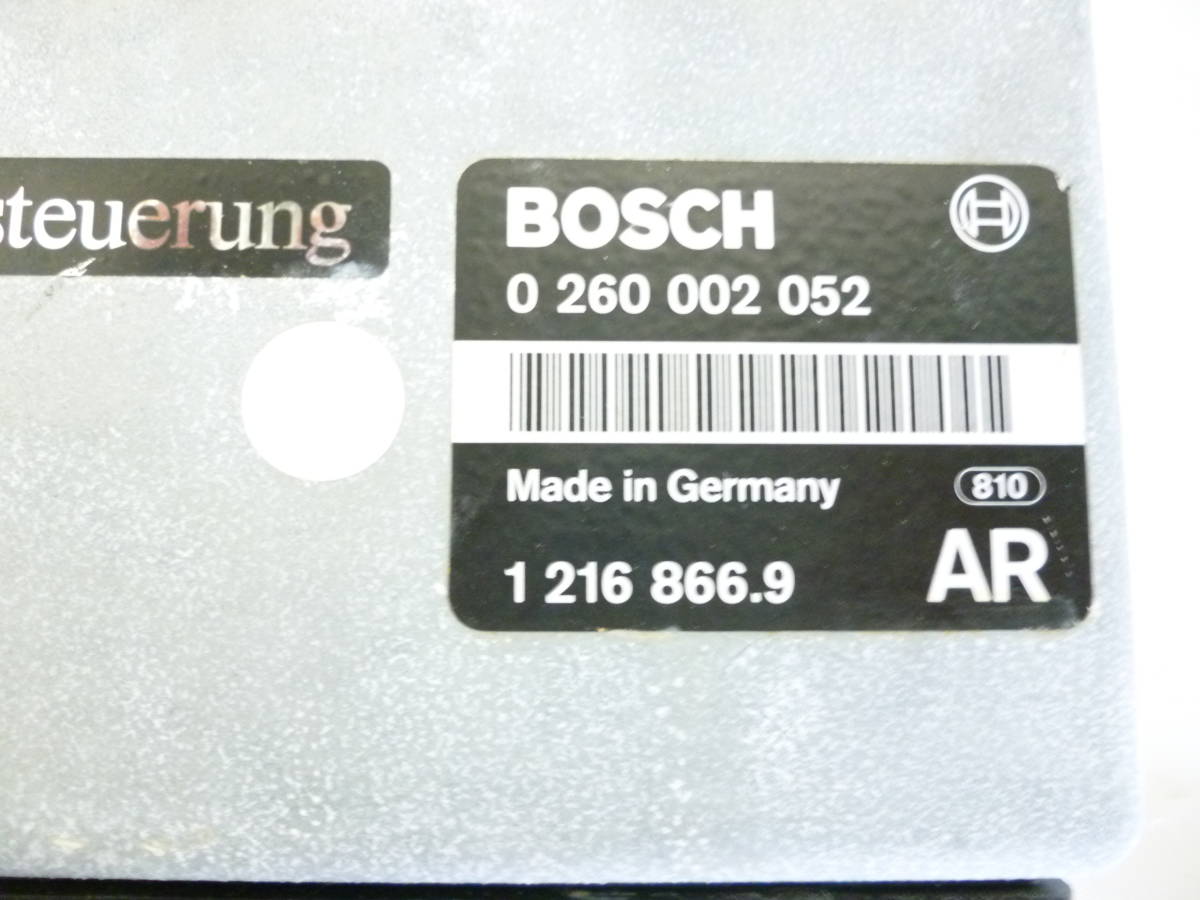 steuerung
BOSCH
0 260 002 052
Made in Germany 810
1 216 866.9 AR